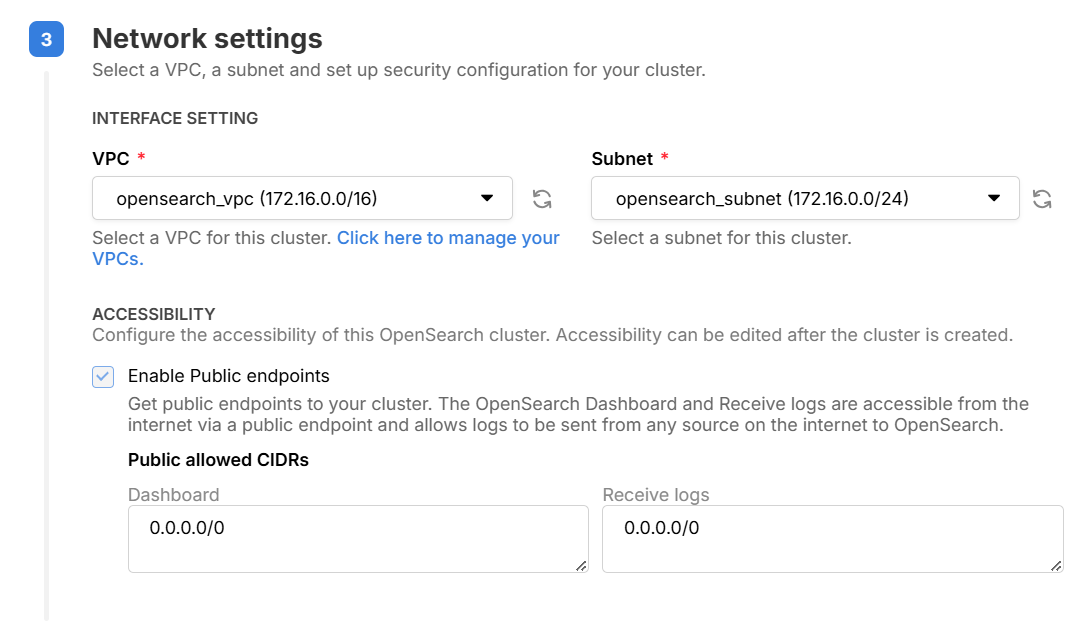 3
Network settings
Select a VPC, a subnet and set up security configuration for your cluster.
INTERFACE SETTING
VPC *
Subnet *
opensearch_vpc (172.16.0.0/16)
opensearch_subnet (172.16.0.0/24)
Select a VPC for this cluster. Click here to manage your
VPCs.
Select a subnet for this cluster.
ACCESSIBILITY
Configure the accessibility of this OpenSearch cluster. Accessibility can be edited after the cluster is created.
Enable Public endpoints
Get public endpoints to your cluster. The OpenSearch Dashboard and Receive logs are accessible from the
internet via a public endpoint and allows logs to be sent from any source on the internet to OpenSearch.
Public allowed CIDRs
Dashboard
Receive logs
0.0.0.0/0
0.0.0.0/0